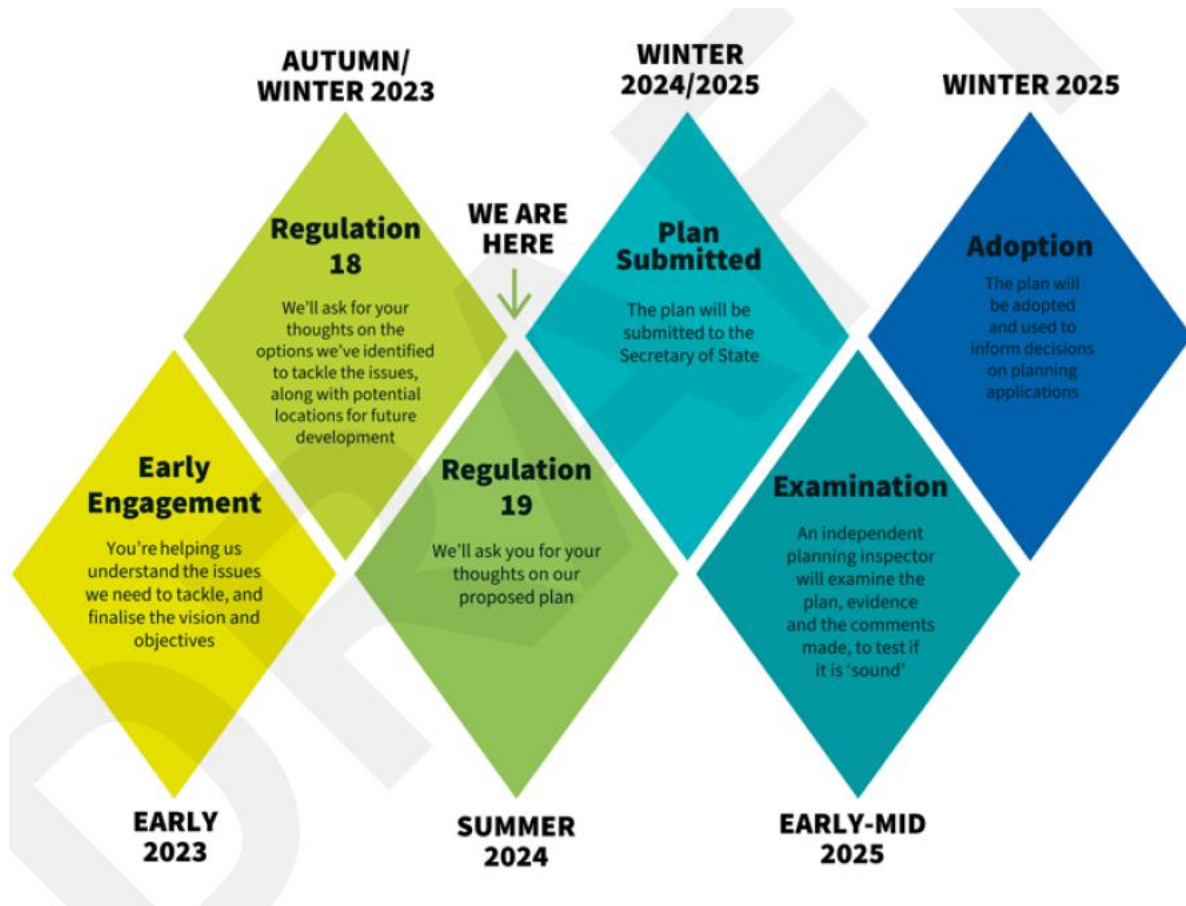 EARLY
2023
Early
Engagement
You're helping us
understand the issues
we need to tackle, and
finalise the vision and
objectives
AUTUMN/
WINTER 2023
Regulation
18
We'll ask for your
thoughts on the
options we've identified
to tackle the issues,
along with potential
locations for future
development
WE ARE
HERE
Regulation
19
We'll ask you for your
thoughts on our
proposed plan
SUMMER
2024
WINTER
2024/2025
Plan
Submitted
The plan will be
submitted to the
Secretary of State
Examination
An independent
planning inspector
will examine the
plan, evidence
and the comments
made, to test if
it is ‘sound’
EARLY-MID
2025
WINTER 2025
Adoption
The plan will
be adopted
and used to
inform decisions
on planning
applications
DRAFT